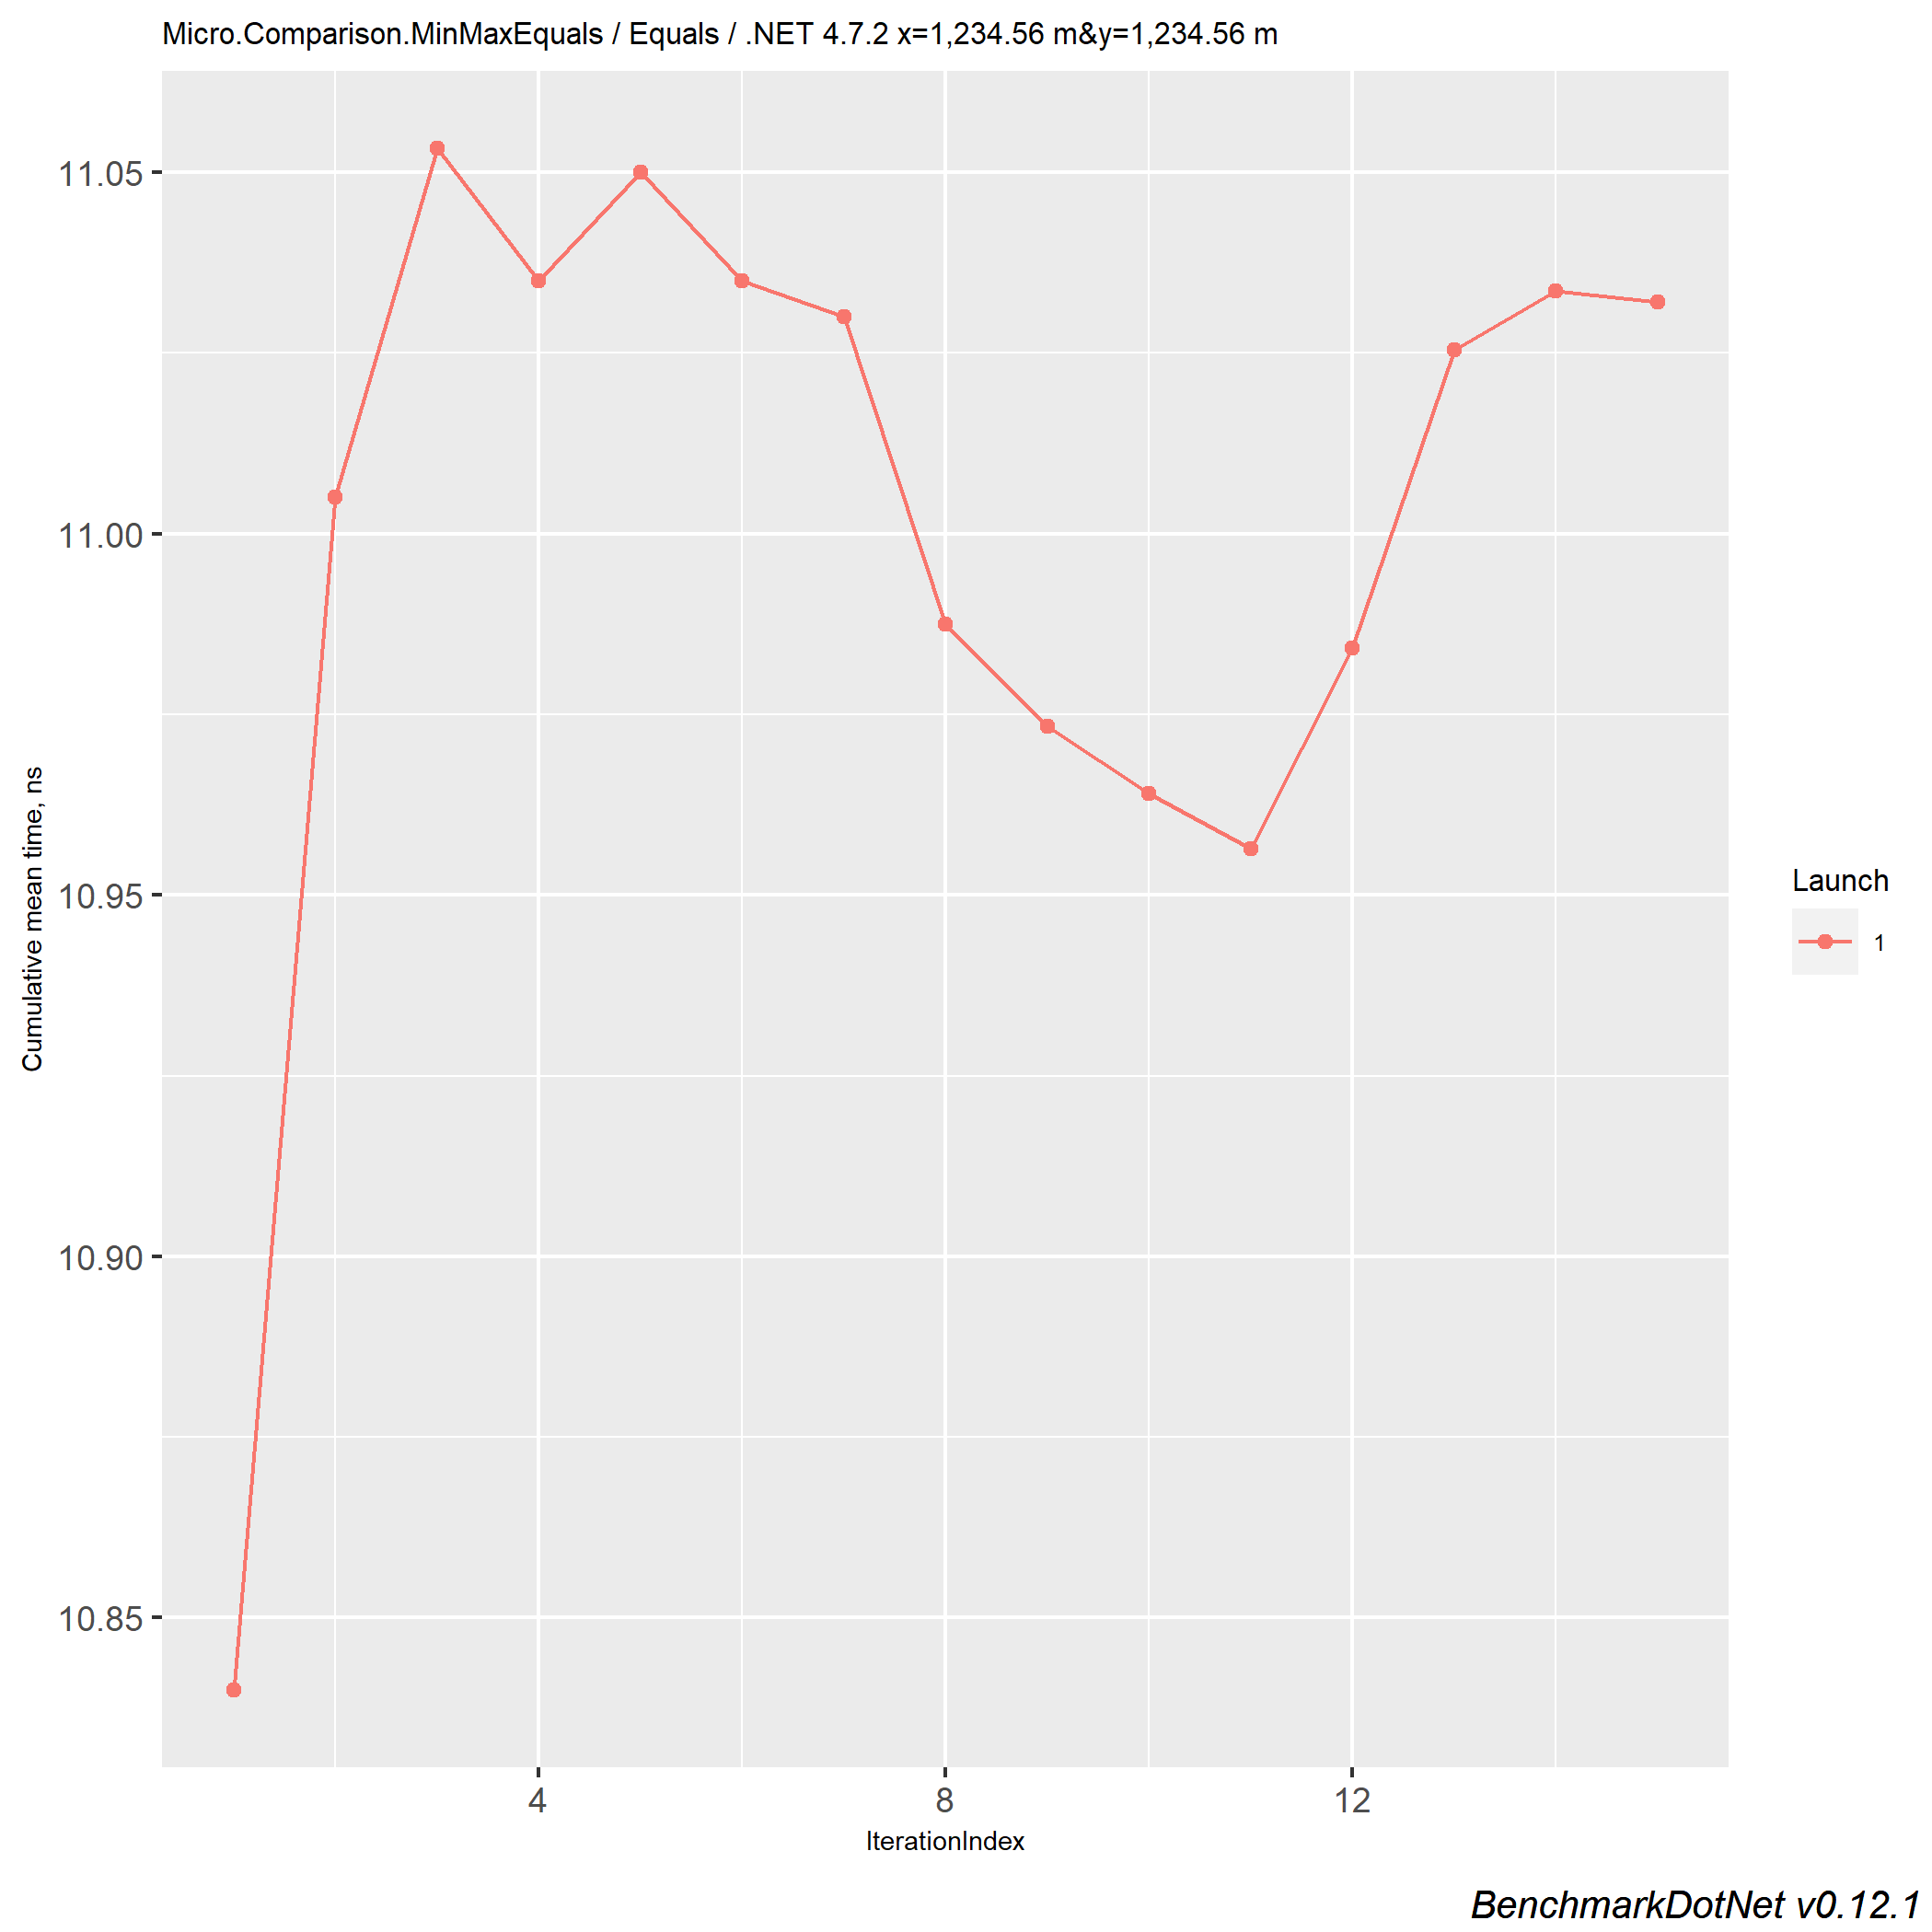 Micro.Comparison.MinMaxEquals / Equals / .NET 4.7.2 x=1,234.56 m&y=1,234.56 m
11.05
11.00
10.95
10.90
10.85
Cumulative mean time, ns
4
8
12
IterationIndex
Launch
1
BenchmarkDotNet v0.12.1